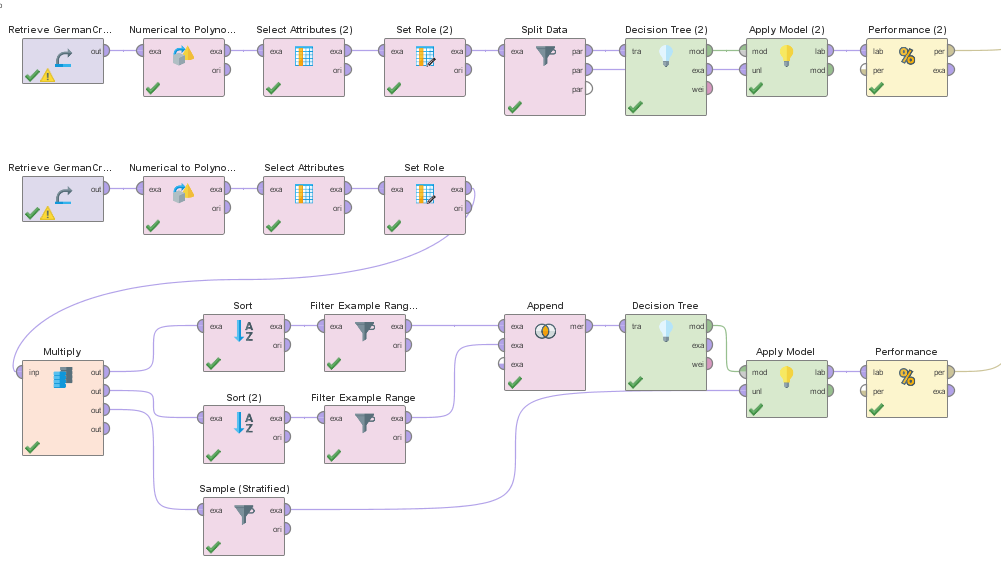 Retrieve GermanCr...
Numerical to Polyno...
Select Attributes (2)
Set Role (2)
Split Data
Decision Tree (2)
Apply Model (2)
Performance (2)
out
exa exa
ori
exa exa
ori
exa exa
ori
exa par
par
par
tra mod
exa
wei
mod lab
unl mod
lab per
per exa
Retrieve GermanCr...
Numerical to Polyno...
Select Attributes
Set Role
out
exa exa
ori
exa exa
ori
exa exa
ori
Sort
Filter Example Rang...
Append
Decision Tree
exa exa
ori
exa exa
ori
exa mer
exa
exa
tra mod
exa
wei
Multiply
Apply Model
Performance
inp out
out
out
out
mod lab
unl mod
lab per
per exa
Sort (2)
Filter Example Range
exa exa
ori
exa exa
ori
Sample (Stratified)
exa exa
ori